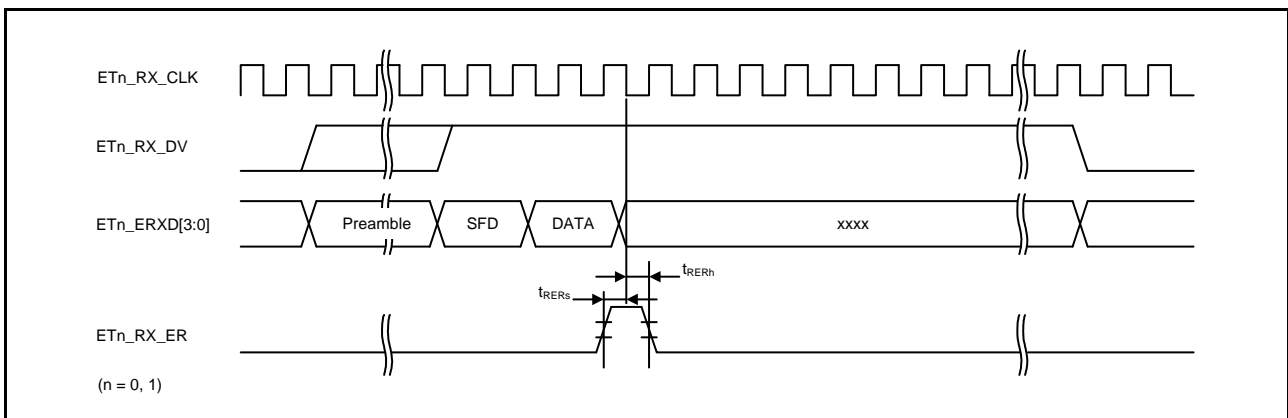 ETn_RX_CLK
ETn_RX_DV
ETn_ERXD[3:0]
Preamble
SFD
DATA
xxxx
tRERh
tRERs
ETn_RX_ER
(n = 0, 1)